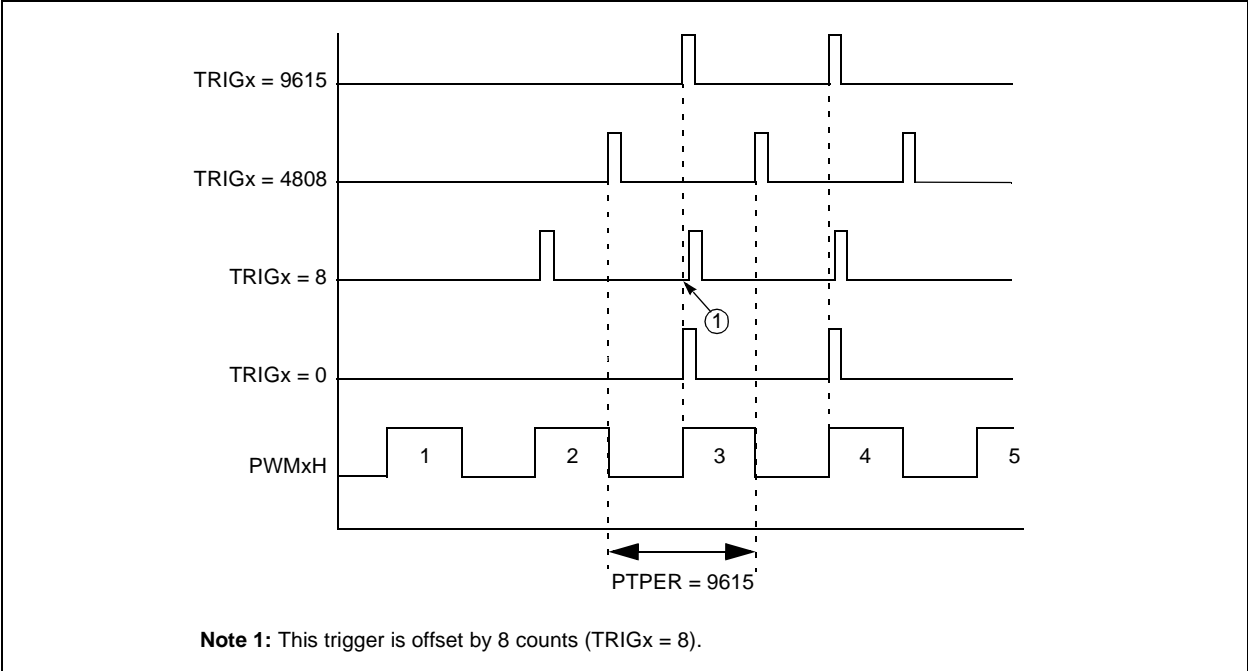 TRIGx = 9615
TRIGx = 4808
TRIGx = 8
1
TRIGx = 0
PWMxH
1 2 3 4 5
PTPER = 9615
Note 1: This trigger is offset by 8 counts (TRIGx = 8).